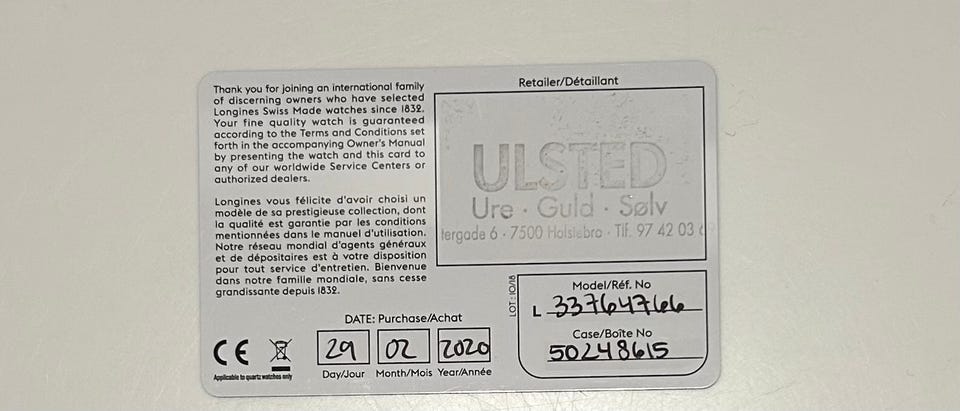 Thank you for joining an international family
of discerning owners who have selected
Longines Swiss Made watches since 1832.
Your fine quality watch is guaranteed
according to the Terms and Conditions set
forth in the accompanying Owner's Manual
by presenting the watch and this card to
any of our worldwide Service Centers or
authorized dealers.
Longines vous félicite d'avoir choisi un
modèle de sa prestigieuse collection, dont
la qualité est garantie par les conditions
mentionnées dans le manuel d'utilisation.
Notre réseau mondial d'agents généraux
et de dépositaires est à votre disposition
pour tout service d'entretien. Bienvenue
dans notre famille mondiale, sans cesse
grandissante depuis 1832.
Retailer/Détaillant
ULSTED
Ure · Guld · Sølv
tergade 6 · 7500 Holstebro · Tlf. 97 42 03
DATE: Purchase/Achat
29 02 2020
Day/Jour Month/Mois Year/Année
CE
Applicable to quartz watches only
LOT: 10/18
Model/Réf. No
L 33764766
Case/Boîte No
50248615